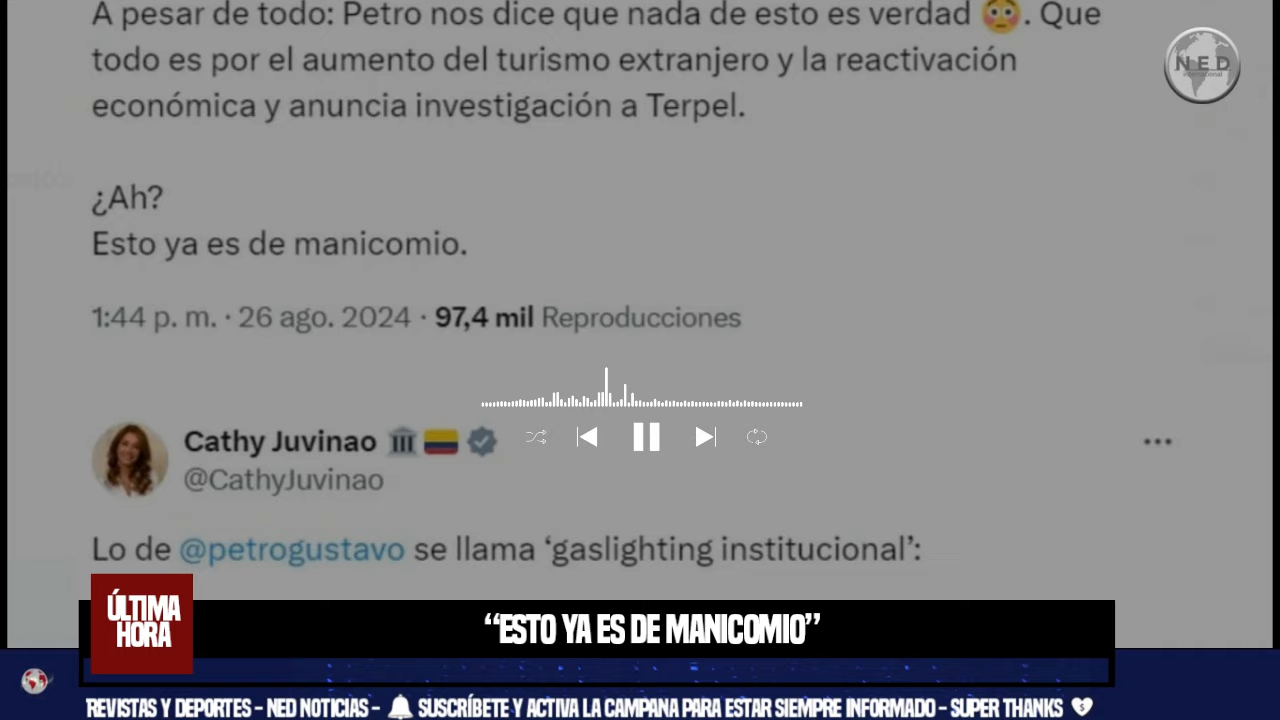 A pesar de todo: Petro nos dice que nada de esto es verdad 😳. Que
todo es por el aumento del turismo extranjero y la reactivación
económica y anuncia investigación a Terpel.
¿Ah?
Esto ya es de manicomio.
1:44 p. m. · 26 ago. 2024 · 97,4 mil Reproducciones
Cathy Juvinao 🏛️🇨🇴
@CathyJuvinao
Lo de @petrogustavo se llama ‘gaslighting institucional’:
NED
internacional
ÚLTIMA
HORA
“ESTO YA ES DE MANICOMIO”
REVISTAS Y DEPORTES - NED NOTICIAS - 🔔 SUSCRÍBETE Y ACTIVA LA CAMPANA PARA ESTAR SIEMPRE INFORMADO - SUPER THANKS